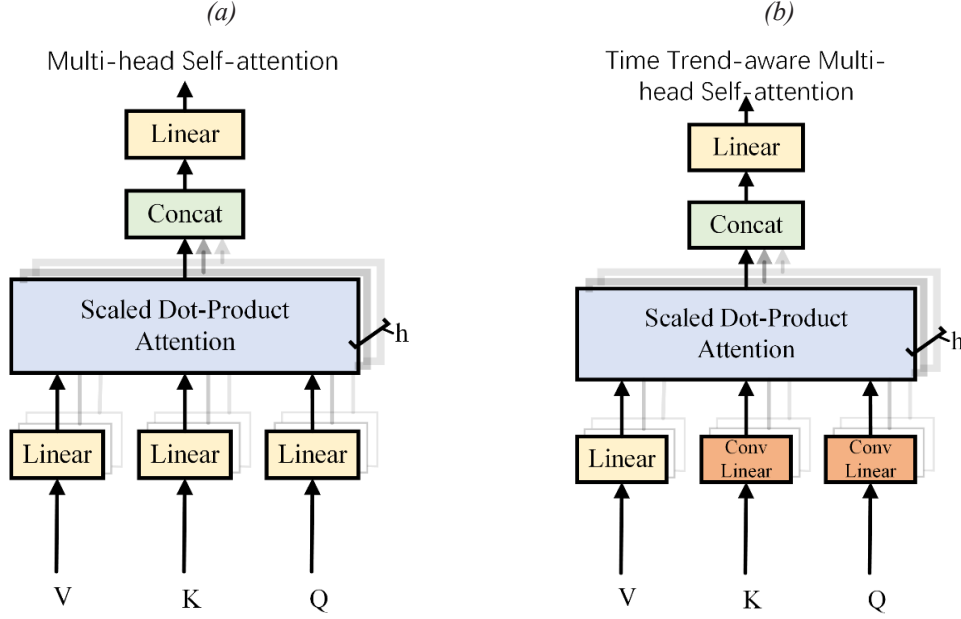 (a)
Multi-head Self-attention
Linear
Concat
Scaled Dot-Product
Attention
h
Linear
Linear
Linear
V
K
Q
(b)
Time Trend-aware Multi-
head Self-attention
Linear
Concat
Scaled Dot-Product
Attention
h
Linear
Conv
Linear
Conv
Linear
V
K
Q